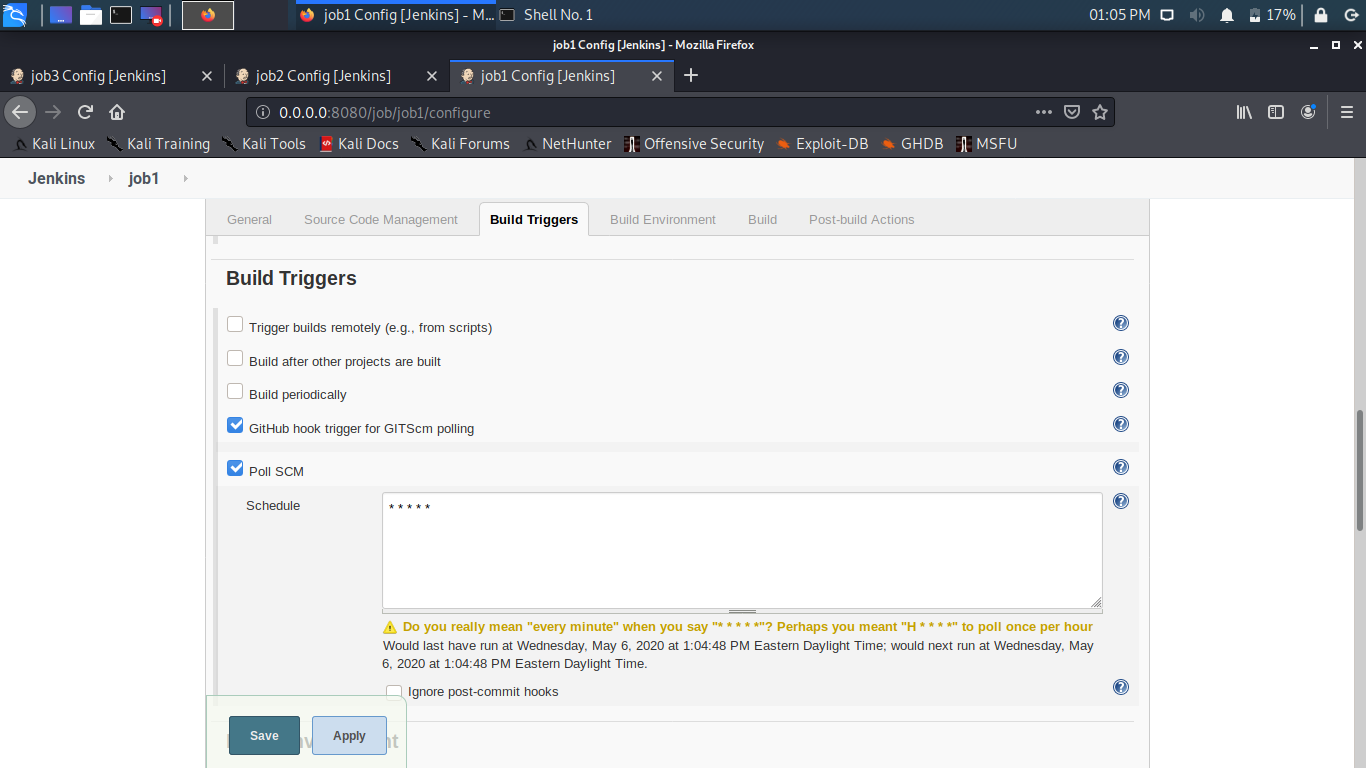 job1 Config [Jenkins] - M... Shell No. 1 01:05 PM 17%
job1 Config [Jenkins] - Mozilla Firefox
job3 Config [Jenkins] job2 Config [Jenkins] job1 Config [Jenkins]
0.0.0.0:8080/job/job1/configure
Kali Linux Kali Training Kali Tools Kali Docs Kali Forums NetHunter Offensive Security Exploit-DB GHDB MSFU
Jenkins job1
General Source Code Management Build Triggers Build Environment Build Post-build Actions
Build Triggers
Trigger builds remotely (e.g., from scripts)
Build after other projects are built
Build periodically
GitHub hook trigger for GITScm polling
Poll SCM
Schedule * * * * *
Do you really mean "every minute" when you say "* * * * *"? Perhaps you meant "H * * * *" to poll once per hour
Would last have run at Wednesday, May 6, 2020 at 1:04:48 PM Eastern Daylight Time; would next run at Wednesday, May
6, 2020 at 1:04:48 PM Eastern Daylight Time.
Ignore post-commit hooks
Save Apply